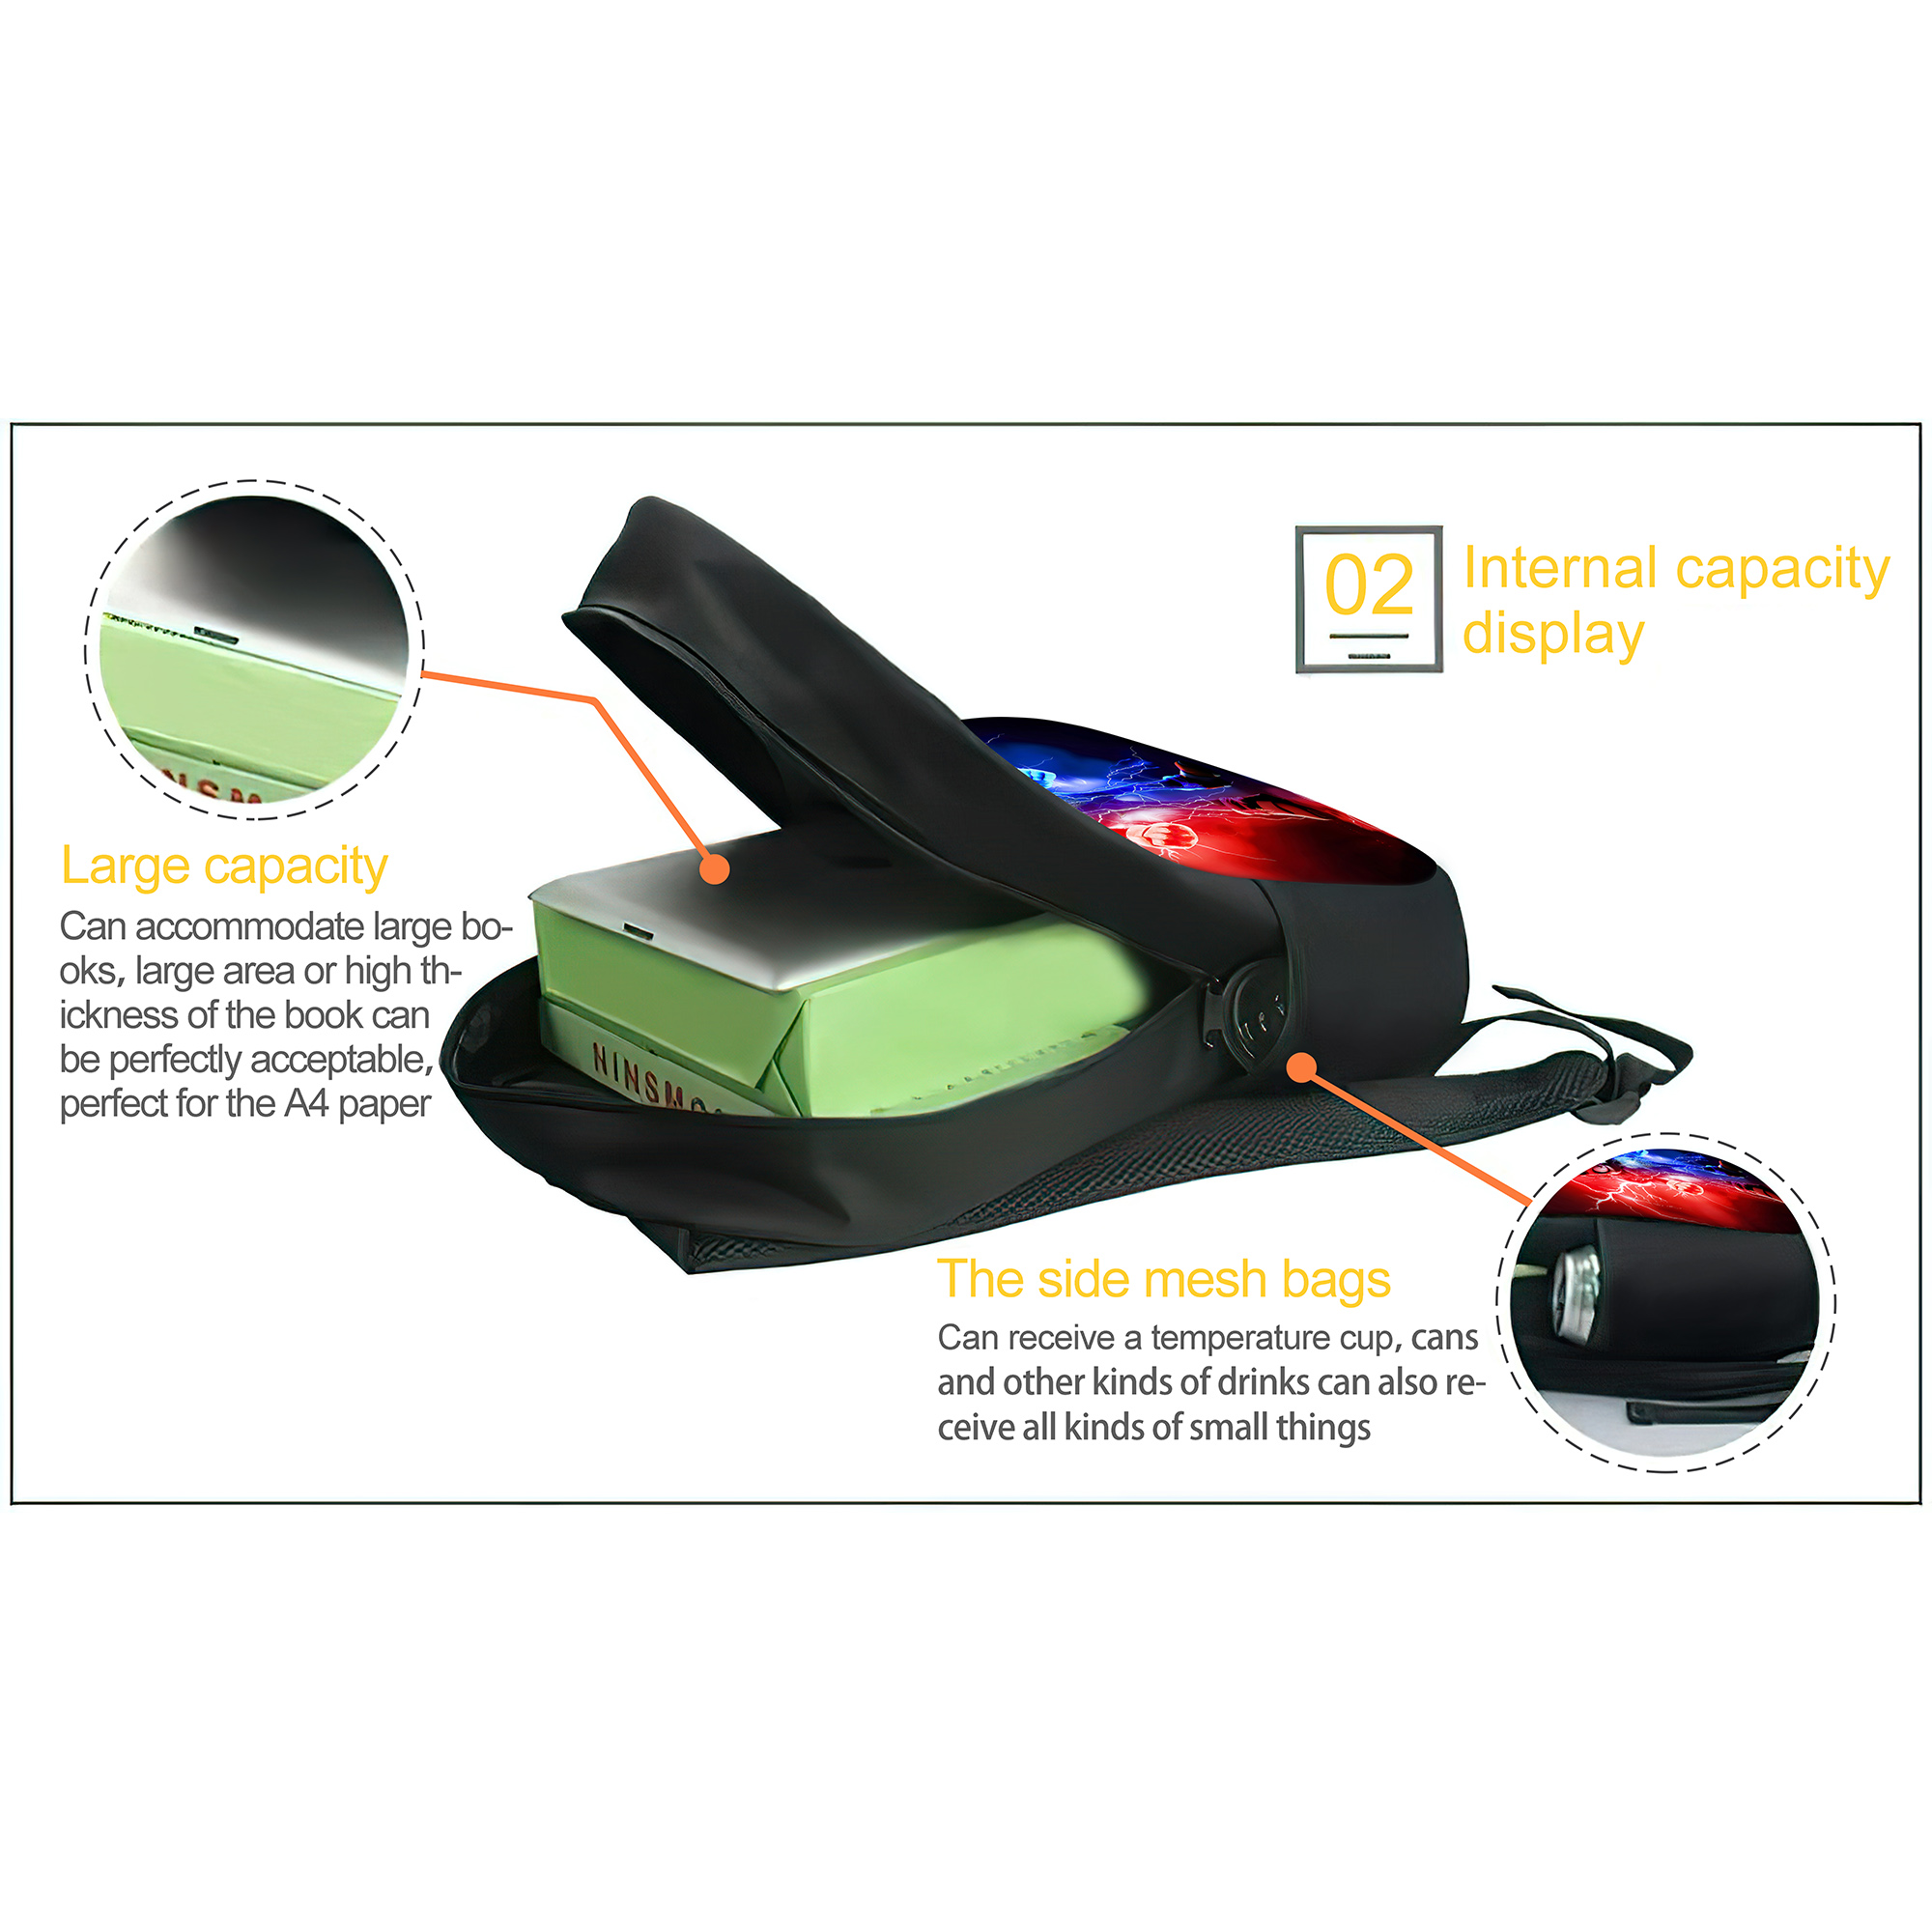 02
Internal capacity
display
Large capacity
Can accommodate large bo-
oks, large area or high th-
ickness of the book can
be perfectly acceptable,
perfect for the A4 paper
The side mesh bags
Can receive a temperature cup, cans
and other kinds of drinks can also re-
ceive all kinds of small things